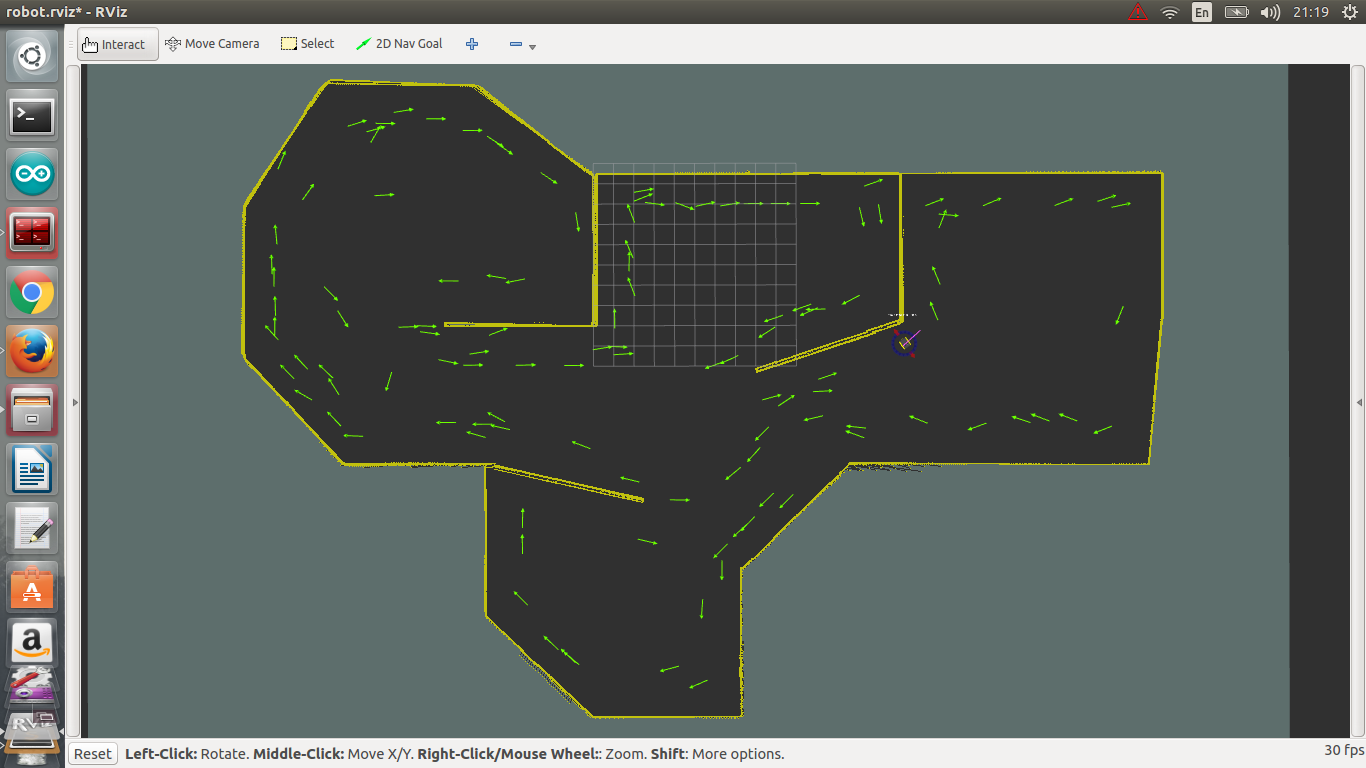 robot.rviz* - RViz
En
21:19
Interact
Move Camera
Select
2D Nav Goal
Reset
Left-Click: Rotate. Middle-Click: Move X/Y. Right-Click/Mouse Wheel:: Zoom. Shift: More options.
30 fps